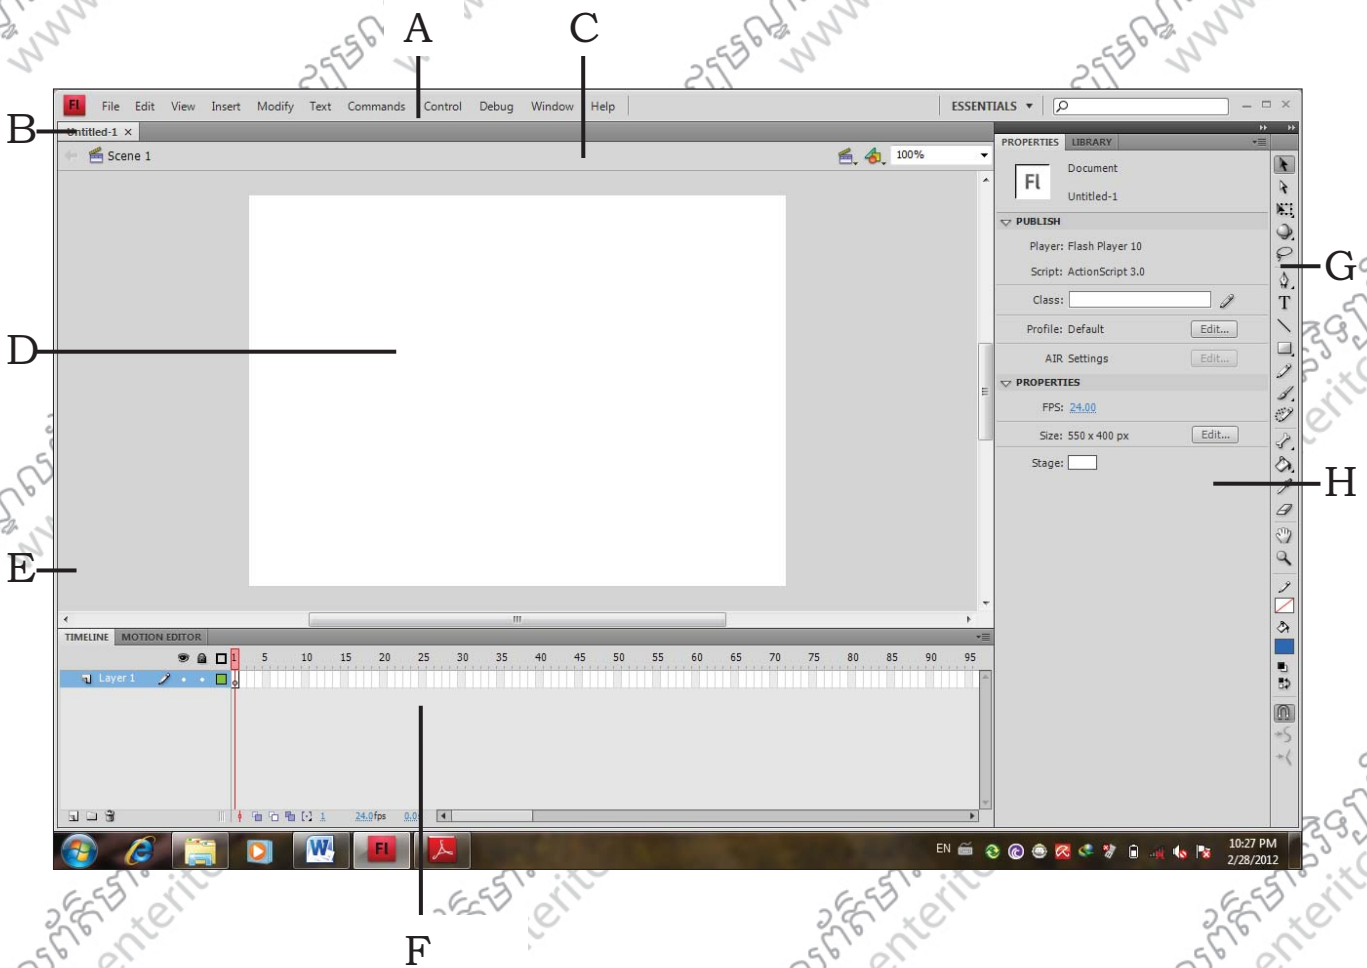 A
C
File Edit View Insert Modify Text Commands Control Debug Window Help
ESSENTIALS
B
Untitled-1
Scene 1
100%
PROPERTIES LIBRARY
Fl
Document
Untitled-1
PUBLISH
Player: Flash Player 10
Script: ActionScript 3.0
Class:
Profile: Default Edit...
AIR Settings Edit...
PROPERTIES
FPS: 24.00
Size: 550 x 400 px Edit...
Stage:
T
G
D
H
E
TIMELINE MOTION EDITOR
1 5 10 15 20 25 30 35 40 45 50 55 60 65 70 75 80 85 90 95
Layer 1
1 24.0fps
EN
10:27 PM
2/28/2012
F